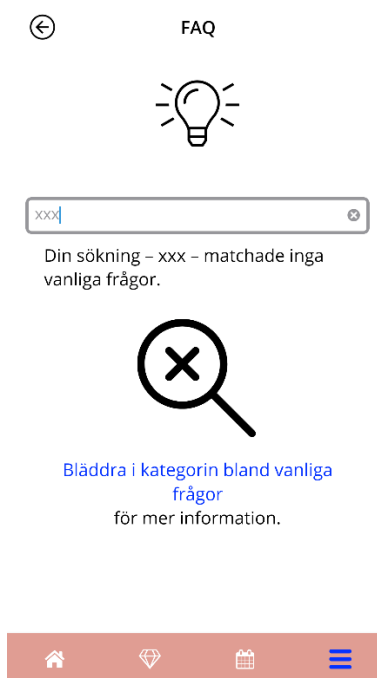 FAQ
xxx
Din sökning – xxx – matchade inga
vanliga frågor.
Bläddra i kategorin bland vanliga
frågor
för mer information.